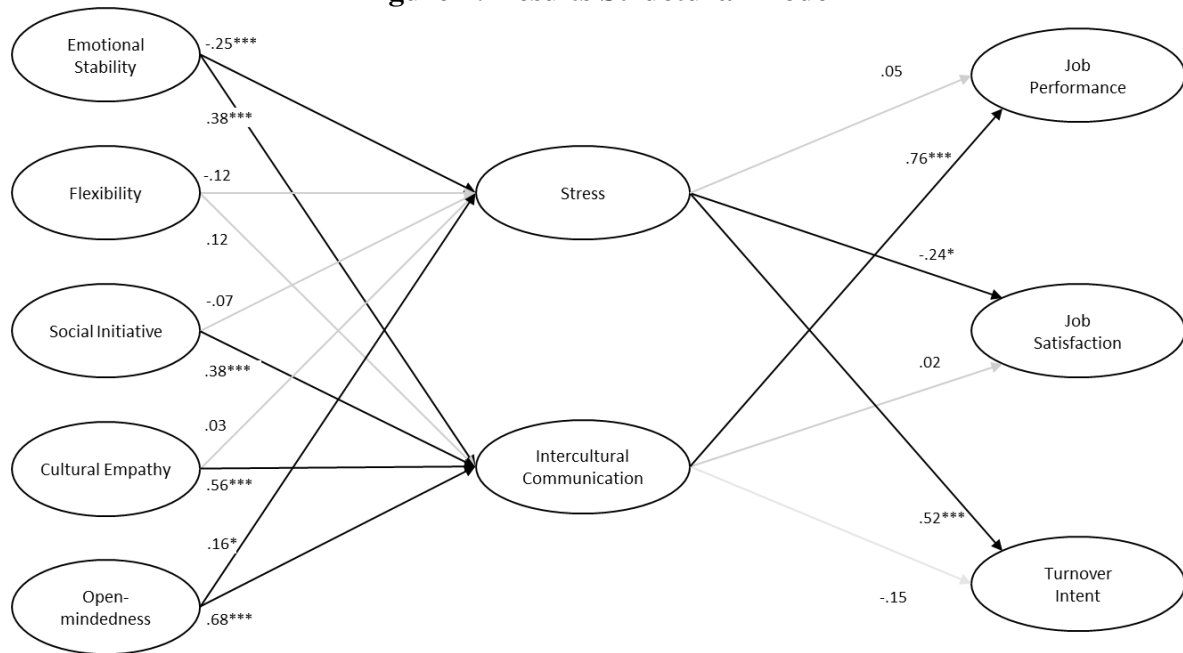 -.25***
Emotional
Stability
.38***
Job
Performance
.05
.76***
Flexibility
-.12
.12
Stress
Social Initiative
-.07
.38***
-.24*
Job
Satisfaction
.02
Cultural Empathy
.03
.56***
Intercultural
Communication
Open-
mindedness
.16*
.68***
.52***
-.15
Turnover
Intent